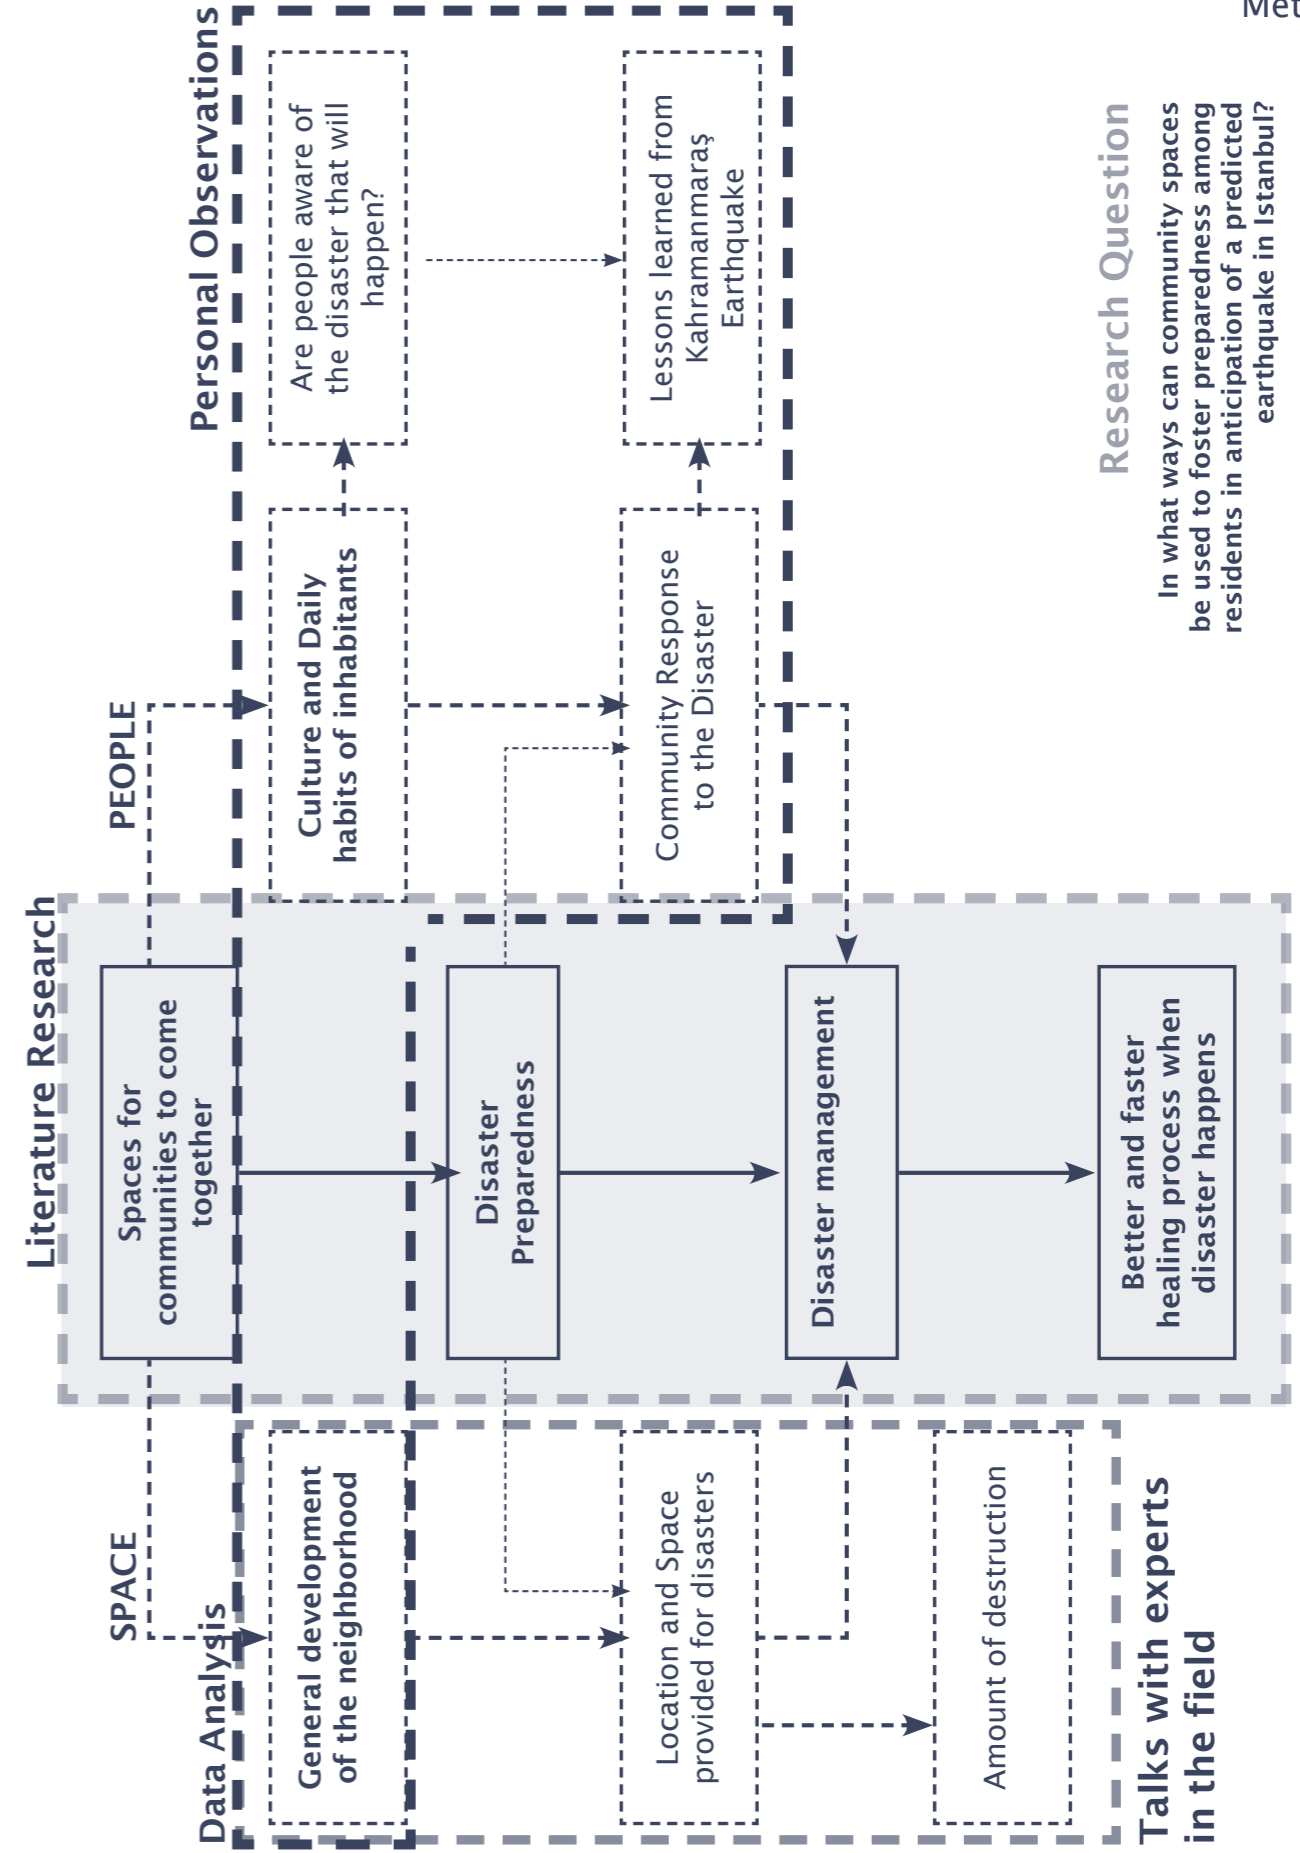 Literature Research
SPACE
PEOPLE
Spaces for
communities to come
together
Data Analysis
Personal Observations
General development
of the neighborhood
Culture and Daily
habits of inhabitants
Are people aware of
the disaster that will
happen?
Disaster
Preparedness
Location and Space
provided for disasters
Community Response
to the Disaster
Lessons learned from
Kahramanmaraş
Earthquake
Disaster management
Amount of destruction
Better and faster
healing process when
disaster happens
Talks with experts
in the field
Research Question
In what ways can community spaces
be used to foster preparedness among
residents in anticipation of a predicted
earthquake in Istanbul?
Met